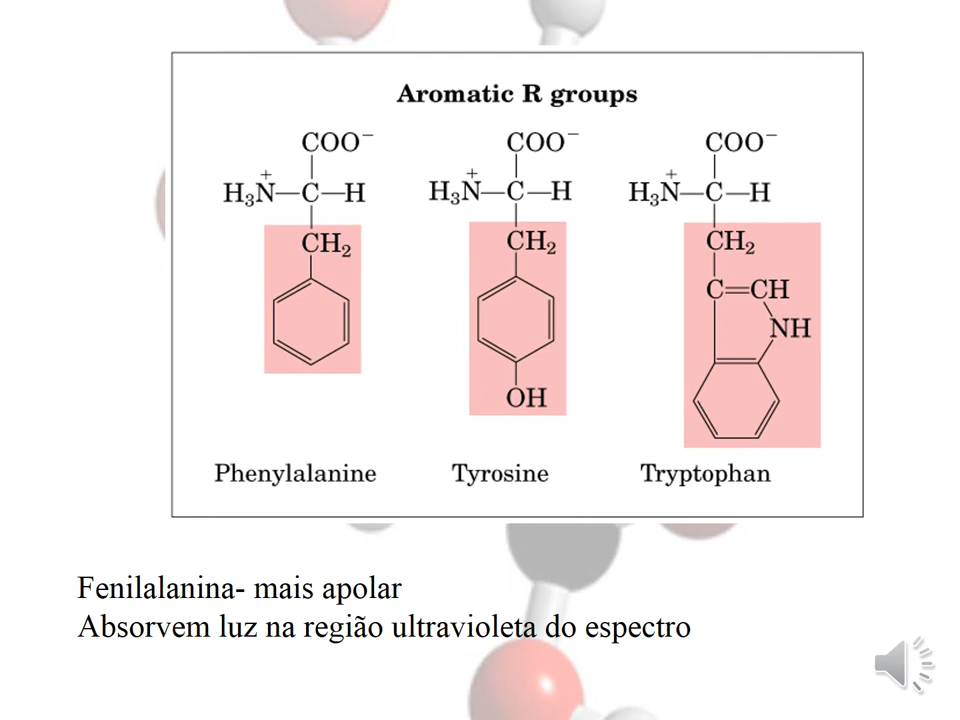 Aromatic R groups
COO⁻ COO⁻ COO⁻
H₃N⁺—C—H H₃N⁺—C—H H₃N⁺—C—H
CH₂ CH₂ CH₂
C=CH
NH
OH
Phenylalanine Tyrosine Tryptophan
Fenilalanina- mais apolar
Absorvem luz na região ultravioleta do espectro